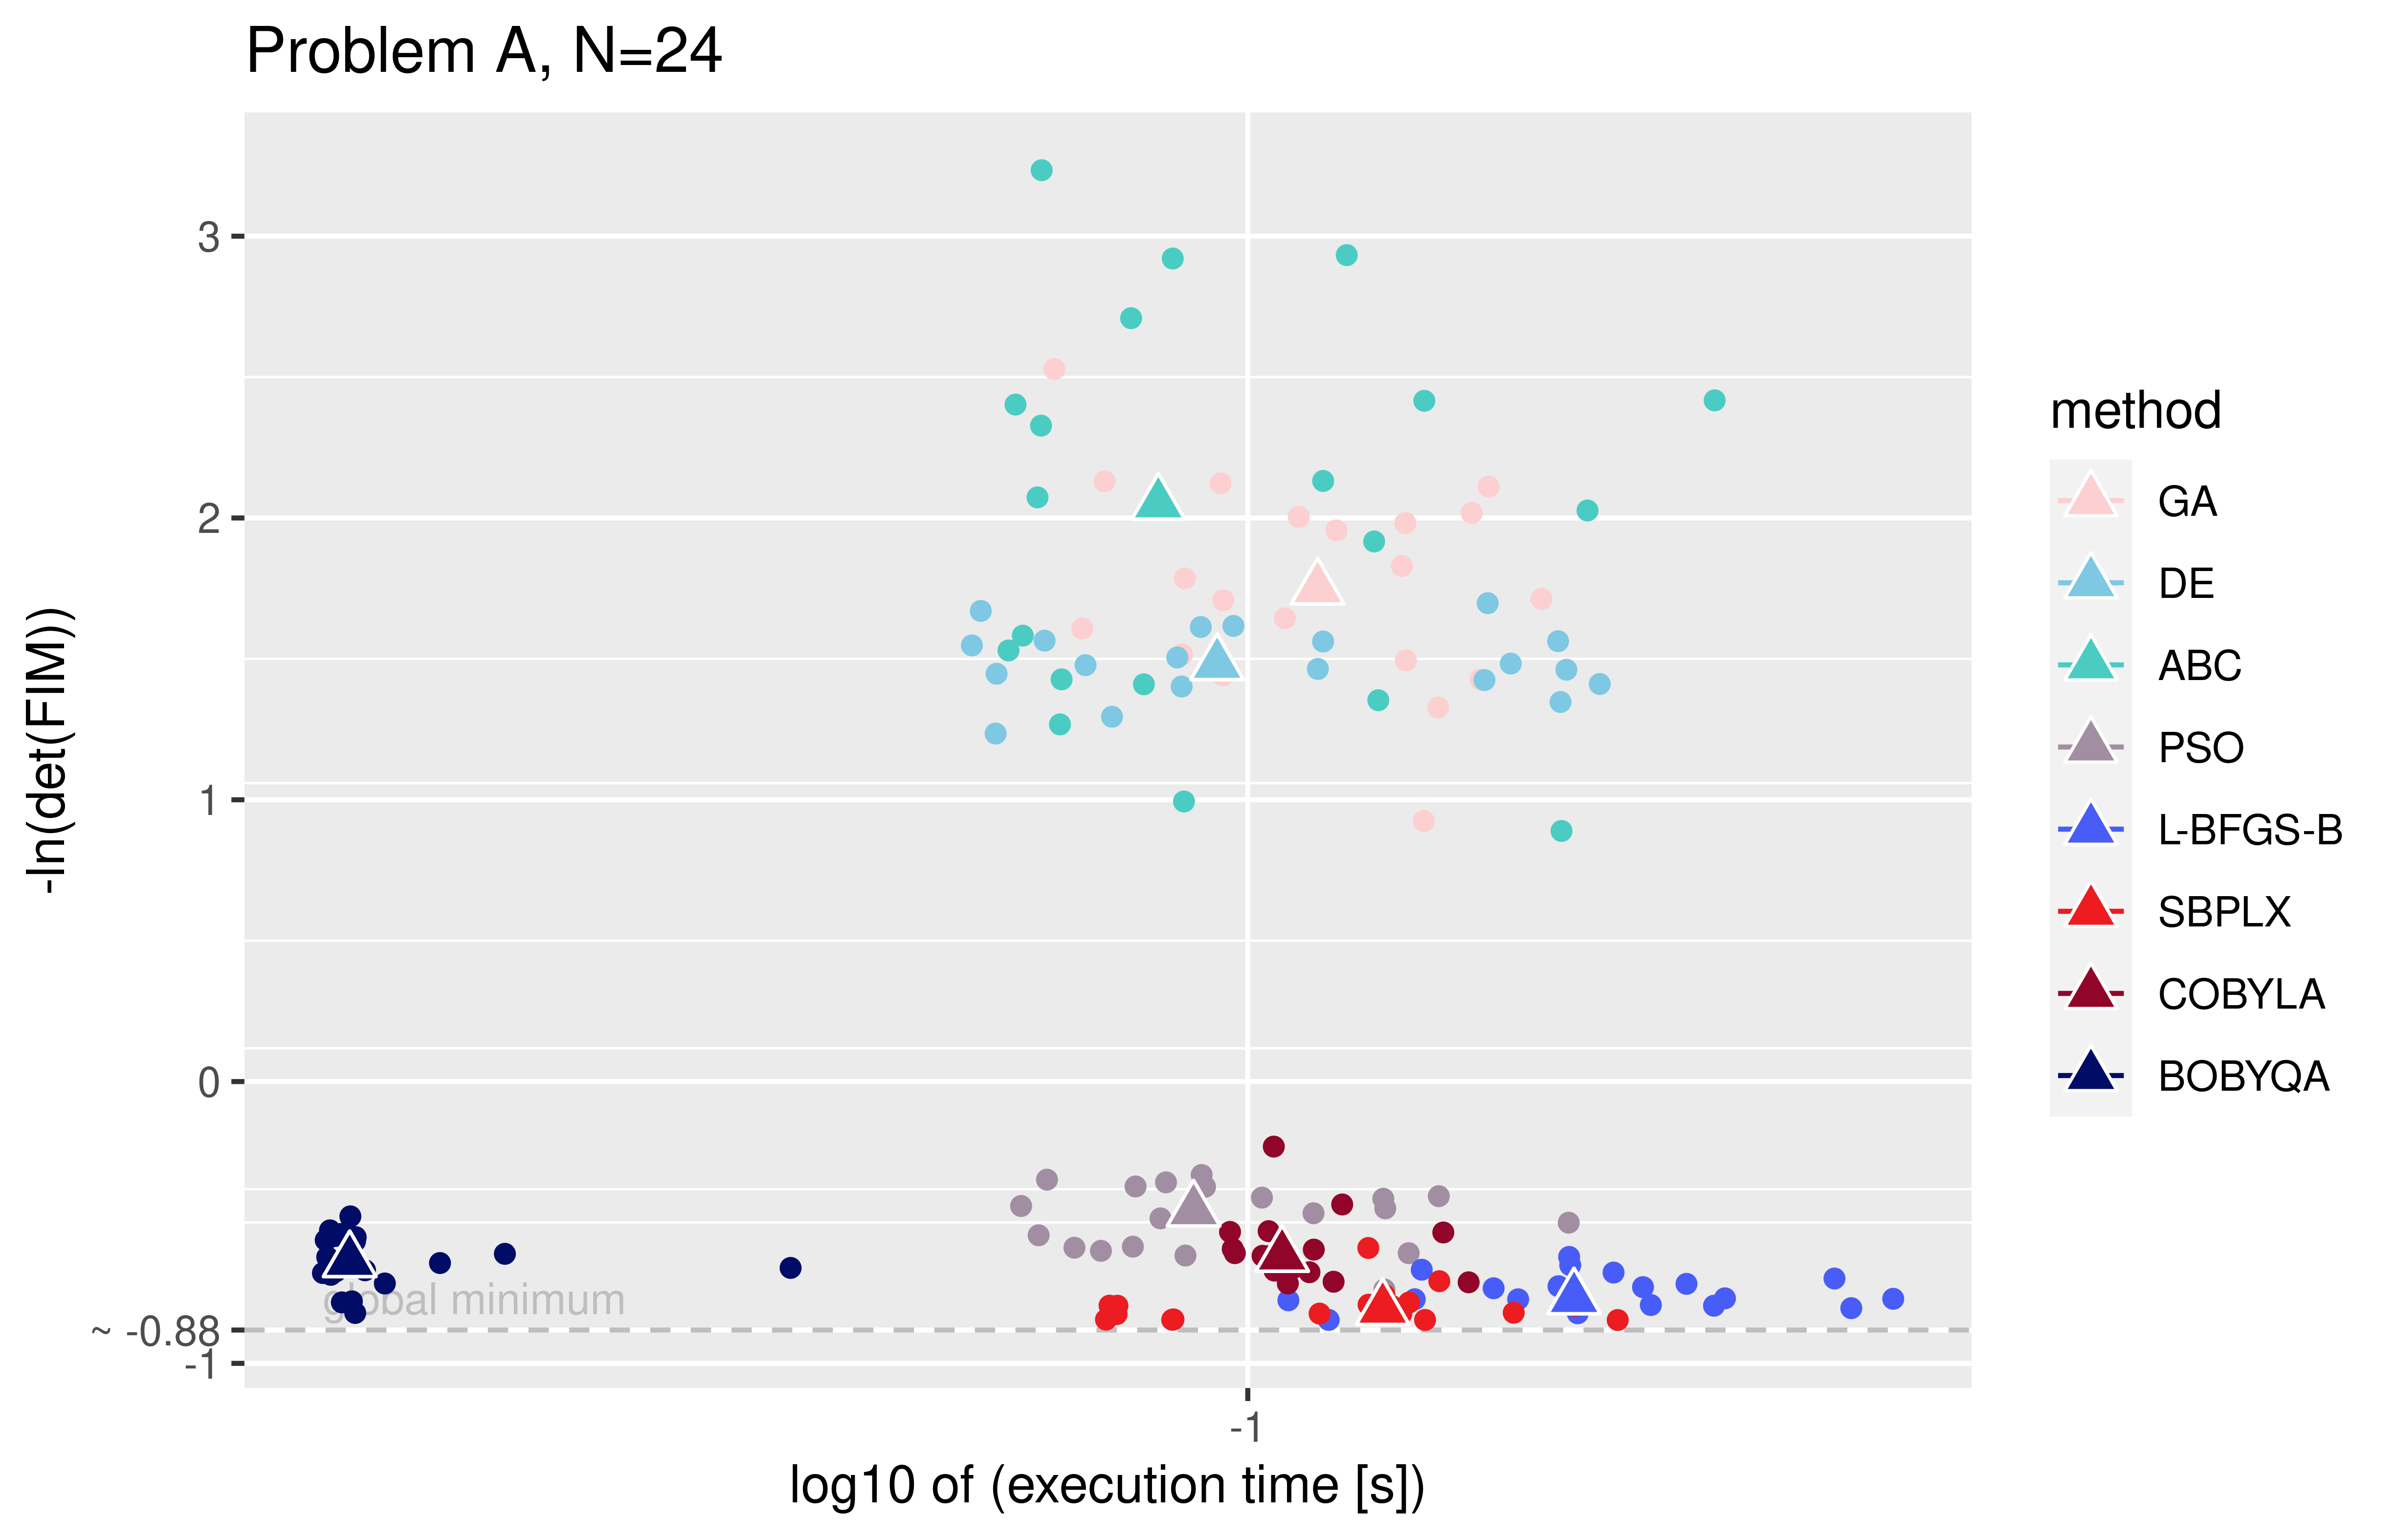 Problem A, N=24
-ln(det(FIM)))
3
2
1
0
~ -0.88
-1
global minimum
-1
log10 of (execution time [s])
method
GA
DE
ABC
PSO
L-BFGS-B
SBPLX
COBYLA
BOBYQA